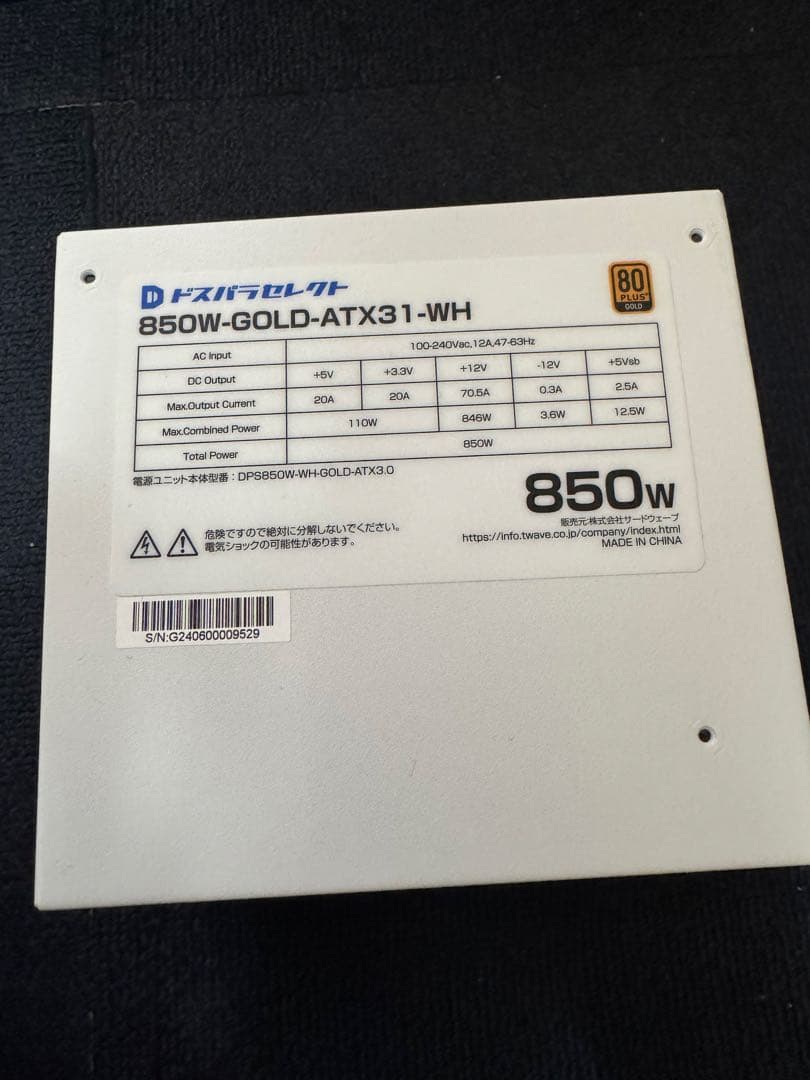 D ドスパラセレクト
850W-GOLD-ATX31-WH
80
PLUS
GOLD
AC Input 100-240Vac,12A,47-63Hz
DC Output +5V +3.3V +12V -12V +5Vsb
Max.Output Current 20A 20A 70.5A 0.3A 2.5A
Max.Combined Power 110W 846W 3.6W 12.5W
Total Power 850W
電源ユニット本体型番:DPS850W-WH-GOLD-ATX3.0
850W
危険ですので絶対に分解しないでください。
電気ショックの可能性があります。
販売元:株式会社サードウェーブ
https://info.twave.co.jp/company/index.html
MADE IN CHINA
S/N:G240600009529